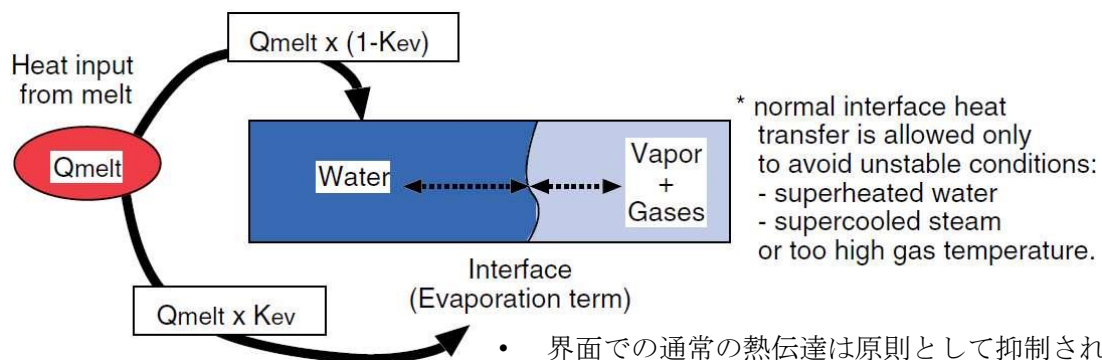 Qmelt x (1-Kev)
Heat input
from melt
Qmelt
Water
Vapor
+
Gases
* normal interface heat
transfer is allowed only
to avoid unstable conditions:
- superheated water
- supercooled steam
or too high gas temperature.
Interface
(Evaporation term)
Qmelt x Kev
• 界面での通常の熱伝達は原則として抑制され